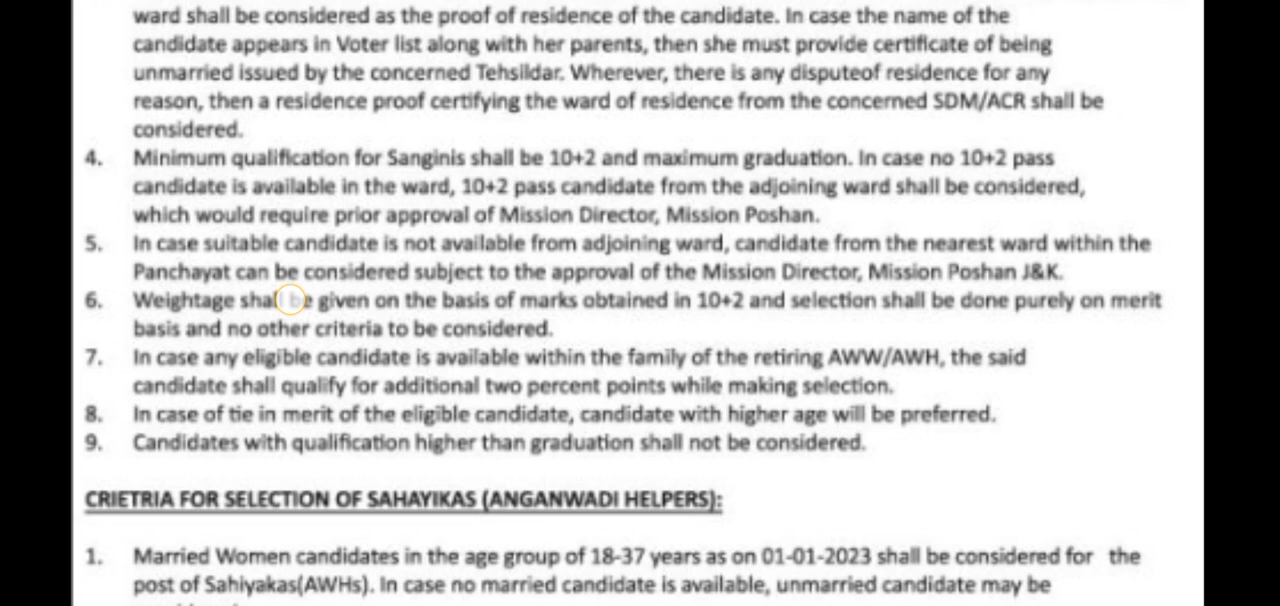 ward shall be considered as the proof of residence of the candidate. In case the name of the
candidate appears in Voter list along with her parents, then she must provide certificate of being
unmarried issued by the concerned Tehsildar. Wherever, there is any disputeof residence for any
reason, then a residence proof certifying the ward of residence from the concerned SDM/ACR shall be
considered.
4. Minimum qualification for Sanginis shall be 10+2 and maximum graduation. In case no 10+2 pass
candidate is available in the ward, 10+2 pass candidate from the adjoining ward shall be considered,
which would require prior approval of Mission Director, Mission Poshan.
5. In case suitable candidate is not available from adjoining ward, candidate from the nearest ward within the
Panchayat can be considered subject to the approval of the Mission Director, Mission Poshan J&K.
6. Weightage shall be given on the basis of marks obtained in 10+2 and selection shall be done purely on merit
basis and no other criteria to be considered.
7. In case any eligible candidate is available within the family of the retiring AWW/AWH, the said
candidate shall qualify for additional two percent points while making selection.
8. In case of tie in merit of the eligible candidate, candidate with higher age will be preferred.
9. Candidates with qualification higher than graduation shall not be considered.
CRIETRIA FOR SELECTION OF SAHAYIKAS (ANGANWADI HELPERS):
1. Married Women candidates in the age group of 18-37 years as on 01-01-2023 shall be considered for the
post of Sahiyakas(AWHs). In case no married candidate is available, unmarried candidate may be